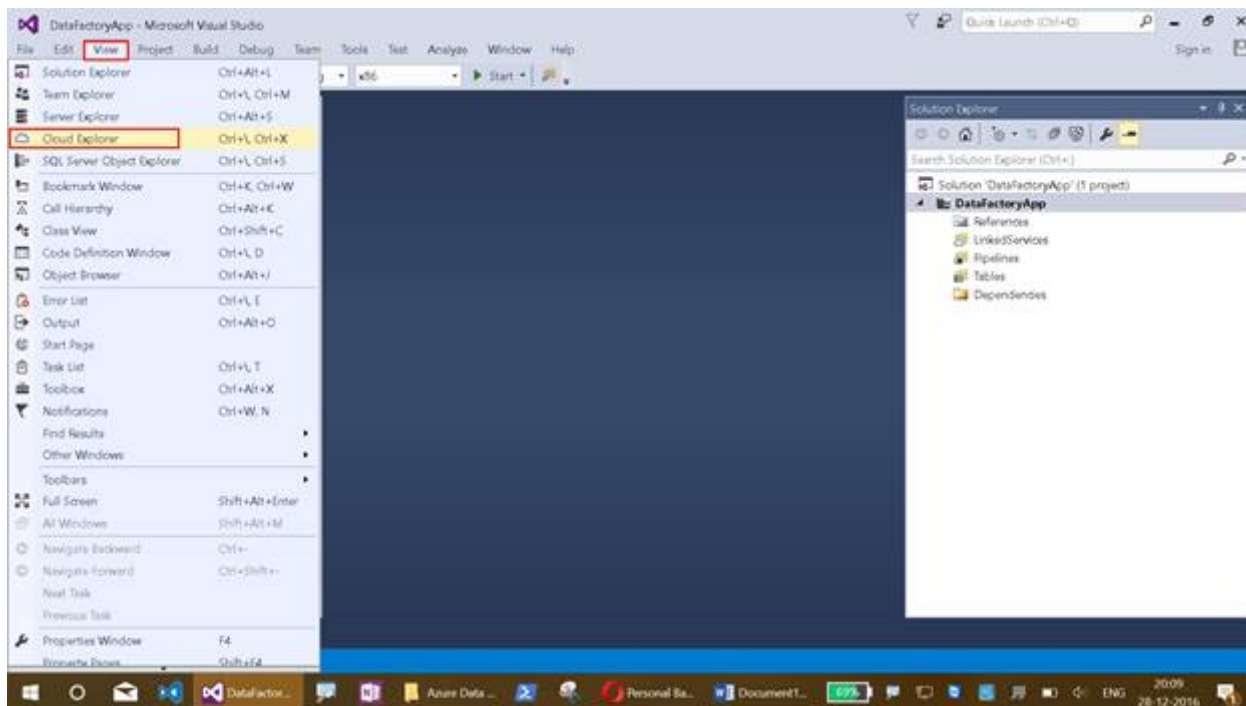 DataFactoryApp - Microsoft Visual Studio
Quick Launch (Ctrl+Q)
File Edit View Project Build Debug Team Tools Test Analyze Window Help
Sign in
x86 Start
Solution Explorer Ctrl+Alt+L
Team Explorer Ctrl+\, Ctrl+M
Server Explorer Ctrl+Alt+S
Cloud Explorer Ctrl+\, Ctrl+X
SQL Server Object Explorer Ctrl+\, Ctrl+S
Bookmark Window Ctrl+K, Ctrl+W
Call Hierarchy Ctrl+Alt+K
Class View Ctrl+Shift+C
Code Definition Window Ctrl+\, D
Object Browser Ctrl+Alt+J
Error List Ctrl+\, E
Output Ctrl+Alt+O
Start Page
Task List Ctrl+\, T
Toolbox Ctrl+Alt+X
Notifications Ctrl+W, N
Find Results
Other Windows
Toolbars
Full Screen Shift+Alt+Enter
All Windows Shift+Alt+M
Navigate Backward Ctrl+-
Navigate Forward Ctrl+Shift+-
Next Task
Previous Task
Properties Window F4
Property Pages Shift+F4
Solution Explorer
Search Solution Explorer (Ctrl+;)
Solution 'DataFactoryApp' (1 project)
DataFactoryApp
References
LinkedServices
Pipelines
Tables
Dependencies
DataFactor...
Azure Data ...
Personal Ba...
Document1...
69%
ENG
20:09
28-12-2016